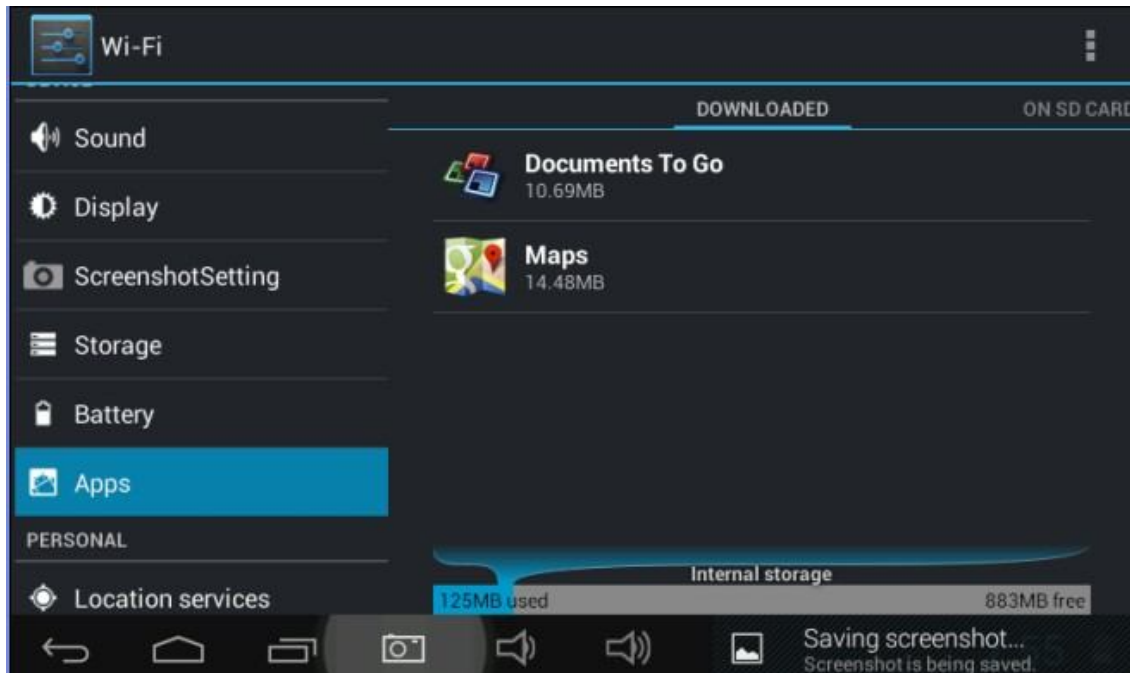 Wi-Fi
Sound
Display
ScreenshotSetting
Storage
Battery
Apps
PERSONAL
Location services
DOWNLOADED
ON SD CARD
Documents To Go
10.69MB
Maps
14.48MB
Internal storage
125MB used
883MB free
Saving screenshot...
Screenshot is being saved.